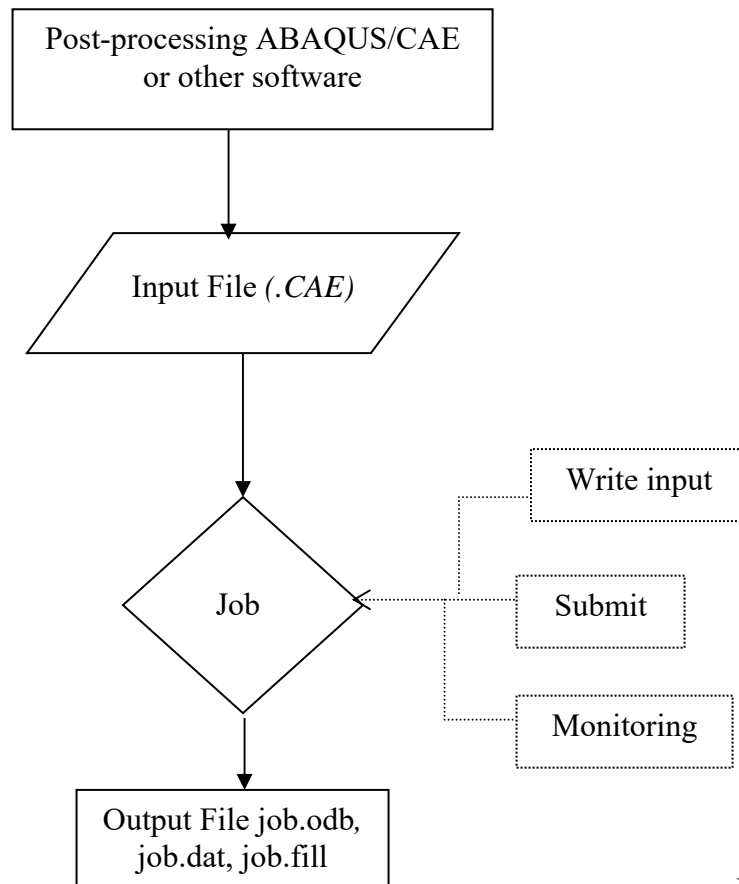 Post-processing ABAQUS/CAE
or other software
Input File (.CAE)
Write input
Job
Submit
Monitoring
Output File job.odb,
job.dat, job.fill